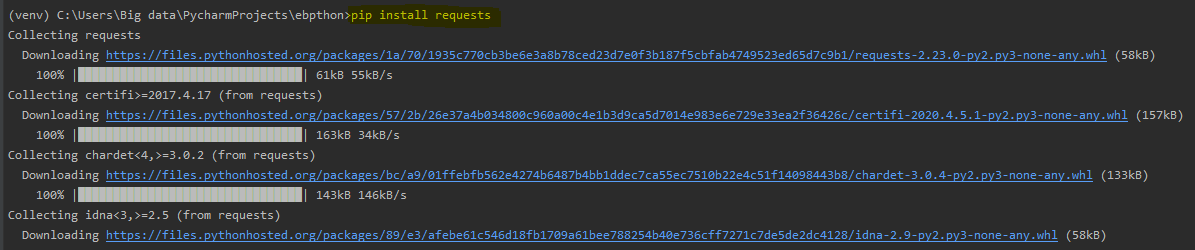 (venv) C:\Users\Big data\PycharmProjects\ebpthon>pip install requests
Collecting requests
Downloading https://files.pythonhosted.org/packages/1a/70/1935c770cb3be6e3a8b78ced23d7e0f3b187f5cbfab4749523ed65d7c9b1/requests-2.23.0-py2.py3-none-any.whl (58kB)
100% |████████████████████████████████| 61kB 55kB/s
Collecting certifi>=2017.4.17 (from requests)
Downloading https://files.pythonhosted.org/packages/57/2b/26e37a4b034800c960a00c4e1b3d9ca5d7014e983e6e729e33ea2f36426c/certifi-2020.4.5.1-py2.py3-none-any.whl (157kB)
100% |████████████████████████████████| 163kB 34kB/s
Collecting chardet<4,>=3.0.2 (from requests)
Downloading https://files.pythonhosted.org/packages/bc/a9/01ffebfb562e4274b6487b4bb1ddec7ca55ec7510b22e4c51f14098443b8/chardet-3.0.4-py2.py3-none-any.whl (133kB)
100% |████████████████████████████████| 143kB 146kB/s
Collecting idna<3,>=2.5 (from requests)
Downloading https://files.pythonhosted.org/packages/89/e3/afebe61c546d18fb1709a61bee788254b40e736cff7271c7de5de2dc4128/idna-2.9-py2.py3-none-any.whl (58kB)